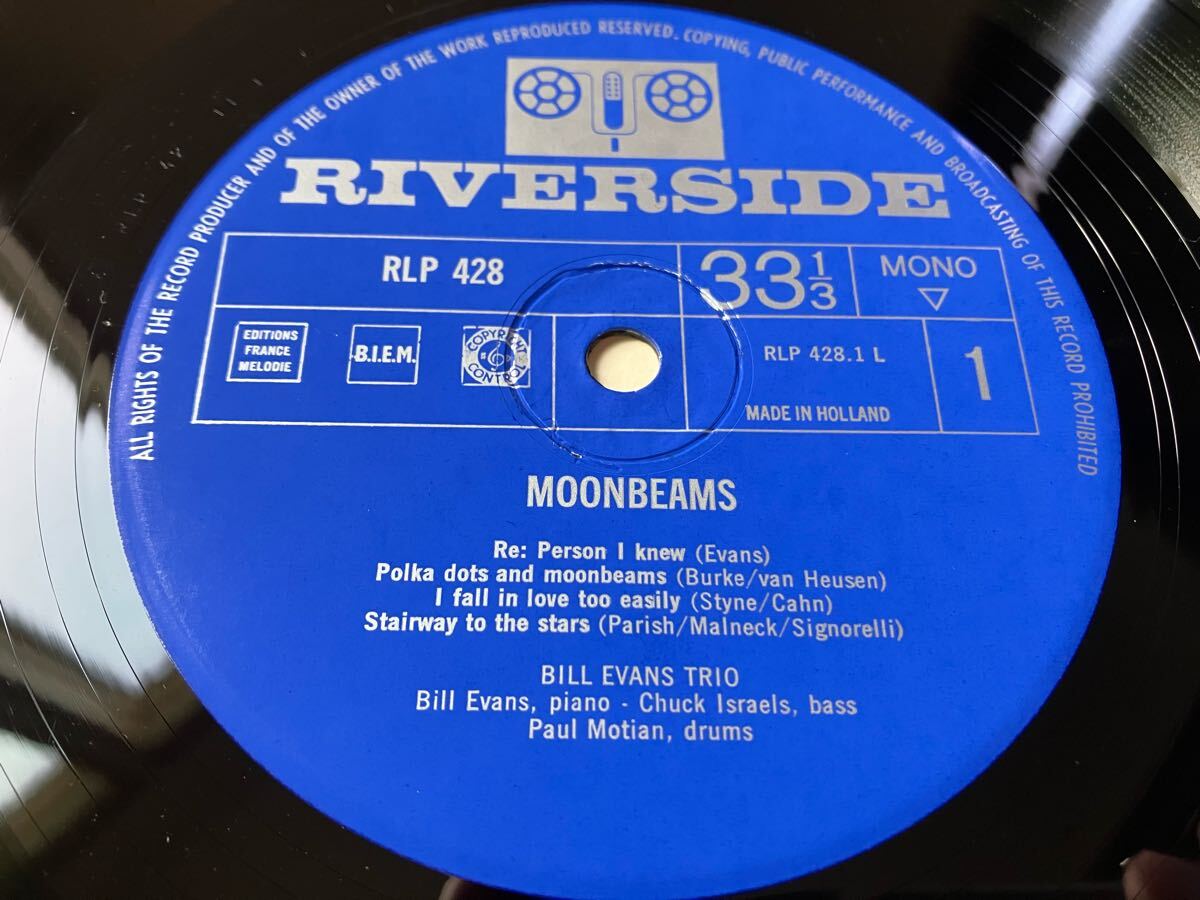 ALL RIGHTS OF THE RECORD PRODUCER AND OF THE OWNER OF THE WORK REPRODUCED RESERVED. COPYING, PUBLIC PERFORMANCE AND BROADCASTING OF THIS RECORD PROHIBITED
RIVERSIDE
RLP 428
33 1/3
MONO
EDITIONS
FRANCE
MELODIE
B.I.E.M.
COPYRIGHT
CONTROL
RLP 428.1 L
1
MADE IN HOLLAND
MOONBEAMS
Re: Person I knew (Evans)
Polka dots and moonbeams (Burke/van Heusen)
I fall in love too easily (Styne/Cahn)
Stairway to the stars (Parish/Malneck/Signorelli)
BILL EVANS TRIO
Bill Evans, piano - Chuck Israels, bass
Paul Motian, drums